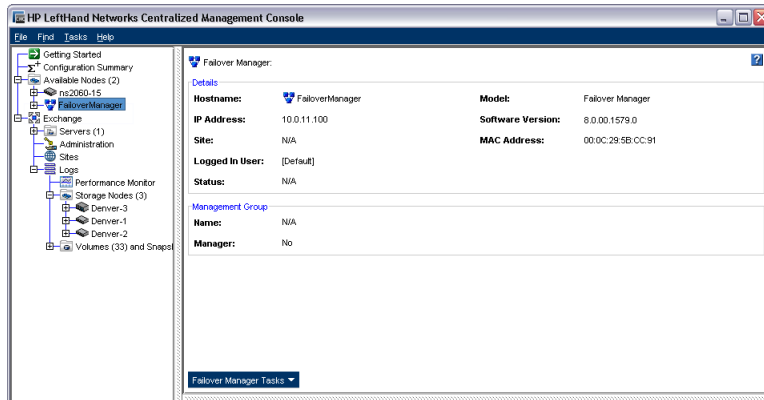 HP LeftHand Networks Centralized Management Console
File Find Tasks Help
Getting Started
Configuration Summary
Available Nodes (2)
ns2060-15
FailoverManager
Exchange
Servers (1)
Administration
Sites
Logs
Performance Monitor
Storage Nodes (3)
Denver-3
Denver-1
Denver-2
Volumes (33) and Snapsl
Failover Manager:
?
Details
Hostname: FailoverManager Model: Failover Manager
IP Address: 10.0.11.100 Software Version: 8.0.00.1579.0
Site: N/A MAC Address: 00:0C:29:5B:CC:91
Logged In User: [Default]
Status: N/A
Management Group
Name: N/A
Manager: No
Failover Manager Tasks